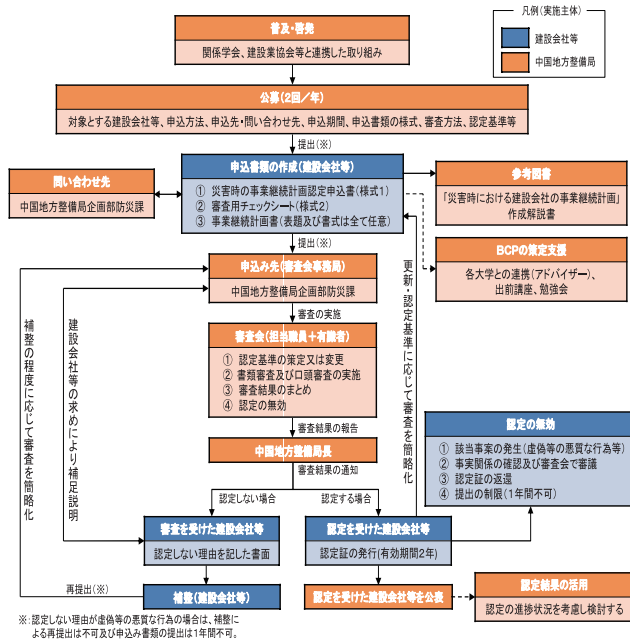 凡例(実施主体)
建設会社等
中国地方整備局
普及・啓発
関係学会、建設業協会等と連携した取り組み
公募(2回／年)
対象とする建設会社等、申込方法、申込先・問い合わせ先、申込期間、申込書類の様式、審査方法、認定基準等
提出(※)
申込書類の作成(建設会社等)
① 災害時の事業継続計画認定申込書(様式1)
② 審査用チェックシート(様式2)
③ 事業継続計画書(表題及び書式は全て任意)
問い合わせ先
中国地方整備局企画部防災課
参考図書
「災害時における建設会社の事業継続計画」
作成解説書
BCPの策定支援
各大学との連携(アドバイザー)、
出前講座、勉強会
提出(※)
申込み先(審査会事務局)
中国地方整備局企画部防災課
審査の実施
審査会(担当職員＋有識者)
① 認定基準の策定又は変更
② 書類審査及び口頭審査の実施
③ 審査結果のまとめ
④ 認定の無効
審査結果の報告
中国地方整備局長
審査結果の通知
補整の程度に応じて審査を簡略化
建設会社等の求めにより補足説明
更新・認定基準に応じて審査を簡略化
認定の無効
① 該当事案の発生(虚偽等の悪質な行為等)
② 事実関係の確認及び審査会で審議
③ 認定証の返還
④ 提出の制限(1年間不可)
認定しない場合
認定する場合
審査を受けた建設会社等
認定しない理由を記した書面
認定を受けた建設会社等
認定証の発行(有効期間2年)
再提出(※)
補整(建設会社等)
認定を受けた建設会社等を公表
認定結果の活用
認定の進捗状況を考慮し検討する
※：認定しない理由が虚偽等の悪質な行為の場合は、補整に
よる再提出は不可及び申込み書類の提出は1年間不可。